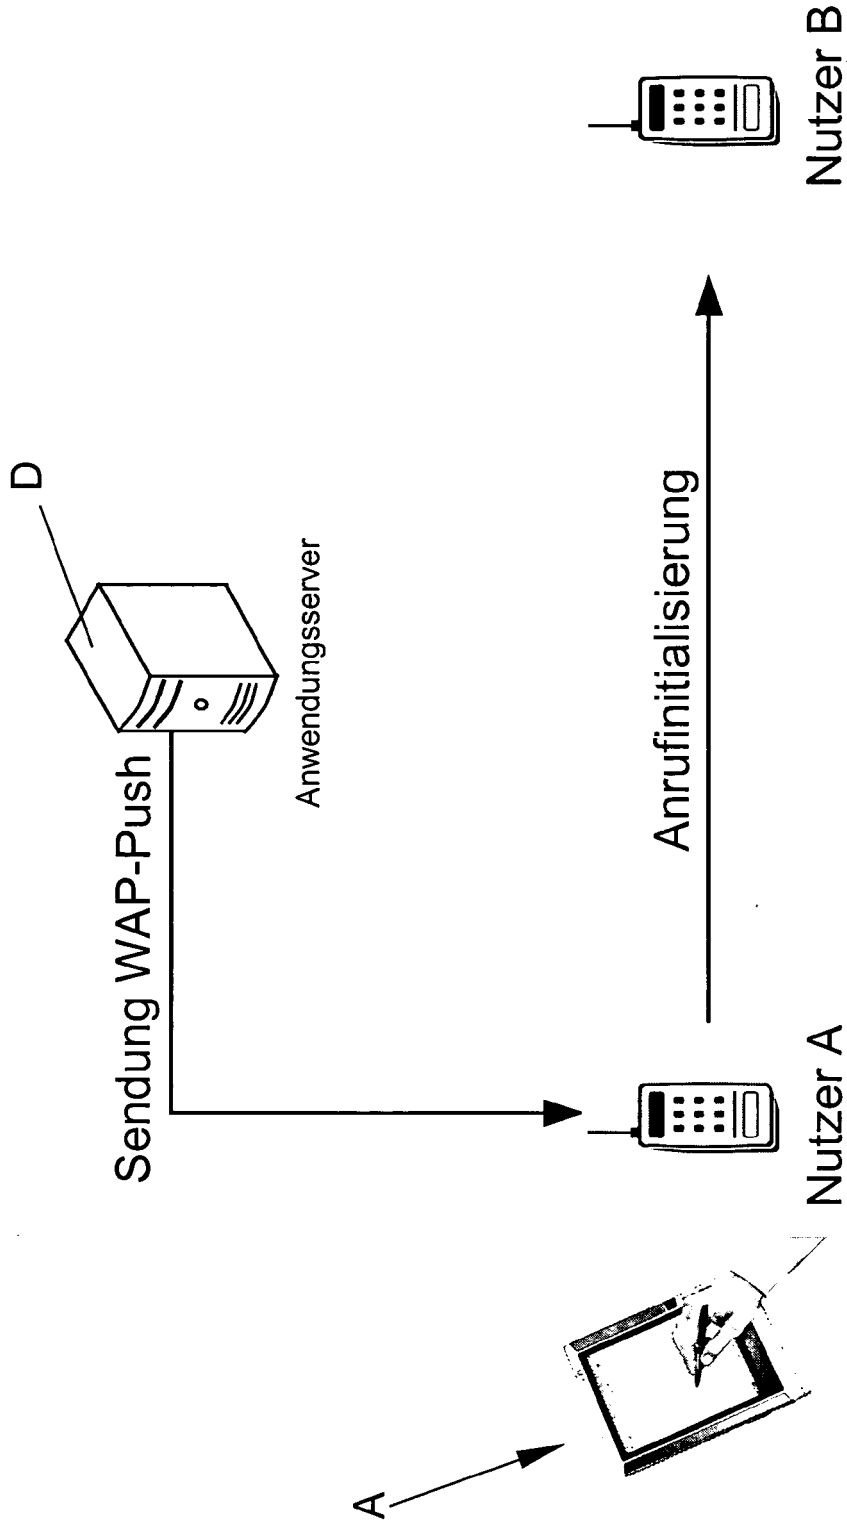 D
Sendung WAP-Push
Anwendungsserver
Anrufinitialisierung
A
Nutzer A
Nutzer B